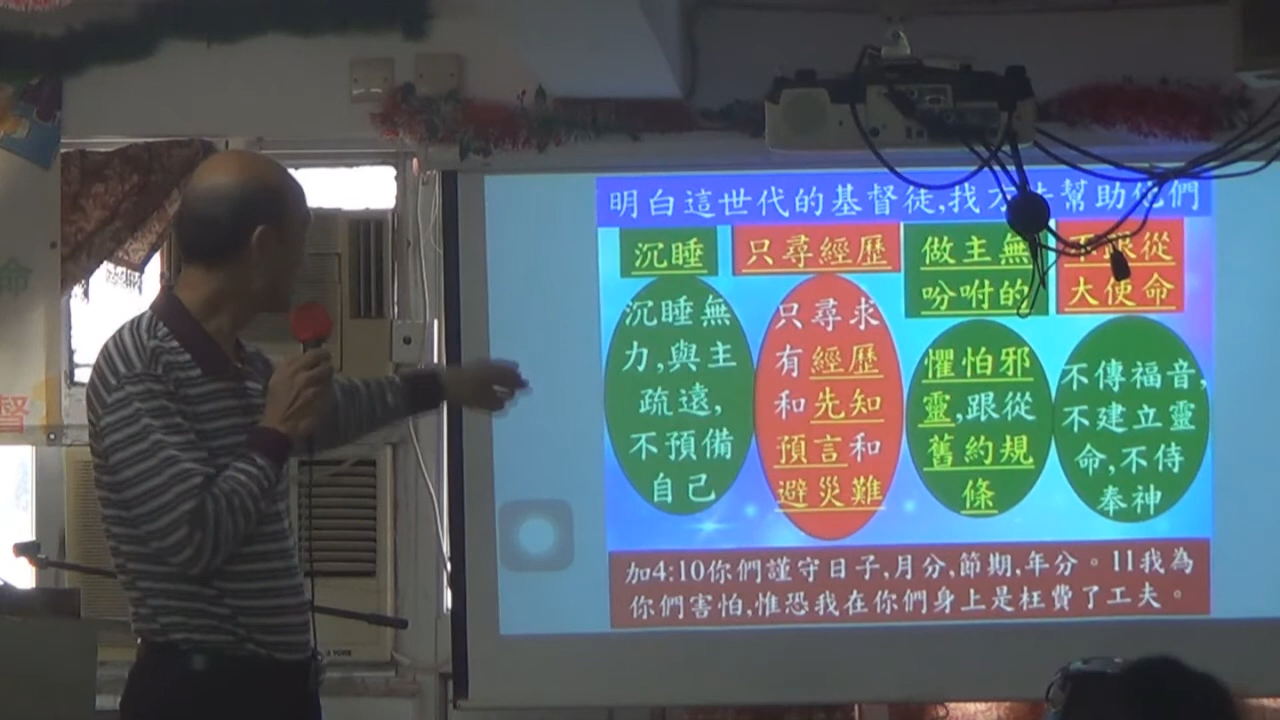 明白這世代的基督徒,找方法幫助他們
沉睡
只尋經歷
做主無
吩咐的
不跟從
大使命
沉睡無
力,與主
疏遠,
不預備
自己
只尋求
有經歷
和先知
預言和
避災難
懼怕邪
靈,跟從
舊約規
條
不傳福音,
不建立靈
命,不侍
奉神
加4:10你們謹守日子,月分,節期,年分。11我為
你們害怕,惟恐我在你們身上是枉費了工夫。
命
督